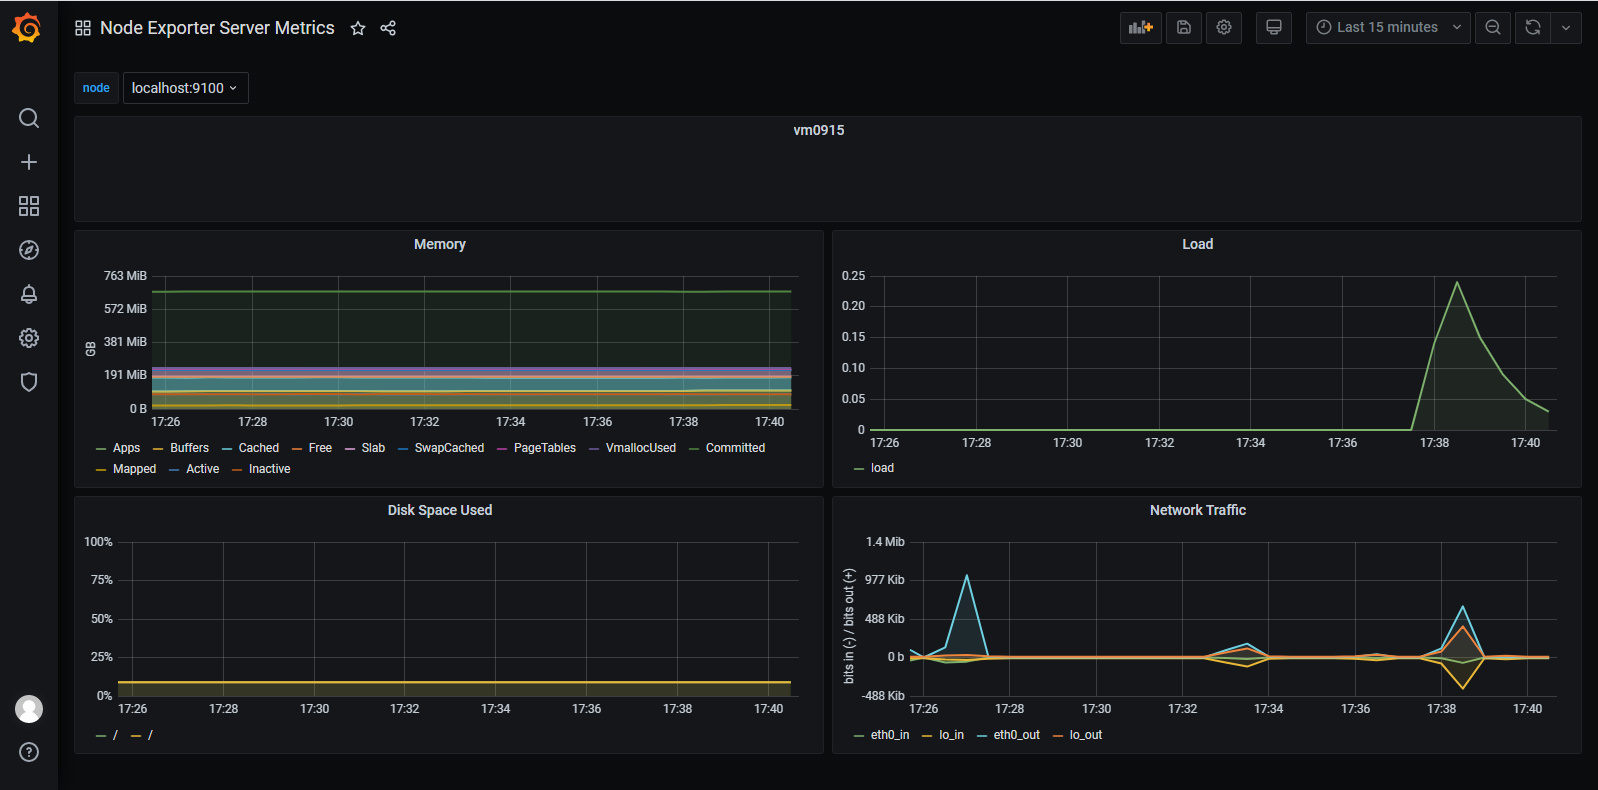 Node Exporter Server Metrics
Last 15 minutes
node localhost:9100
vm0915
Memory
763 MiB
572 MiB
381 MiB
191 MiB
0 B
GB
17:26 17:28 17:30 17:32 17:34 17:36 17:38 17:40
Apps Buffers Cached Free Slab SwapCached PageTables VmallocUsed Committed
Mapped Active Inactive
Load
0.25
0.20
0.15
0.10
0.05
0
17:26 17:28 17:30 17:32 17:34 17:36 17:38 17:40
load
Disk Space Used
100%
75%
50%
25%
0%
17:26 17:28 17:30 17:32 17:34 17:36 17:38 17:40
/ /
Network Traffic
1.4 Mib
977 Kib
488 Kib
0 b
-488 Kib
bits in (-) / bits out (+)
17:26 17:28 17:30 17:32 17:34 17:36 17:38 17:40
eth0_in lo_in eth0_out lo_out